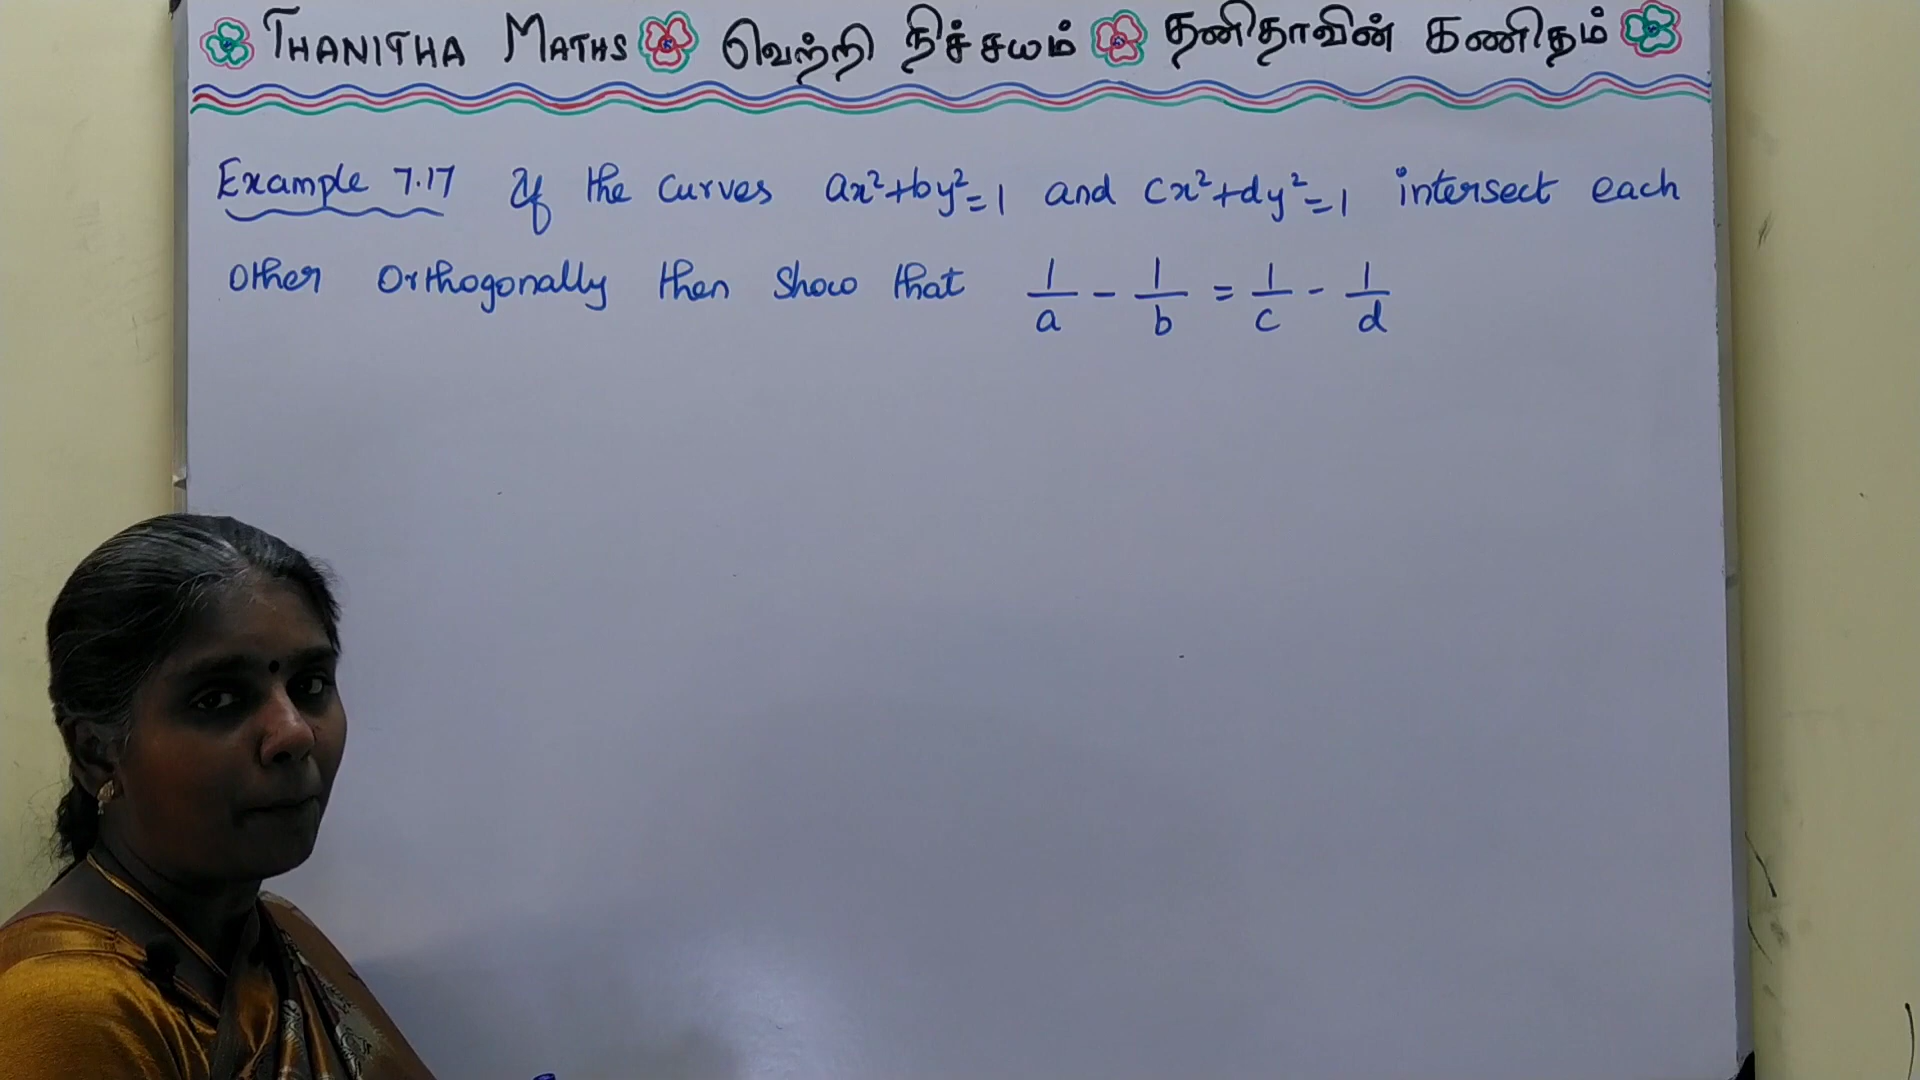 THANITHA MATHS வெற்றி நிச்சயம் தனிதாவின் கணிதம்
Example 7.17 If the curves ax²+by²=1 and cx²+dy²=1 intersect each
other orthogonally then show that 1/a - 1/b = 1/c - 1/d